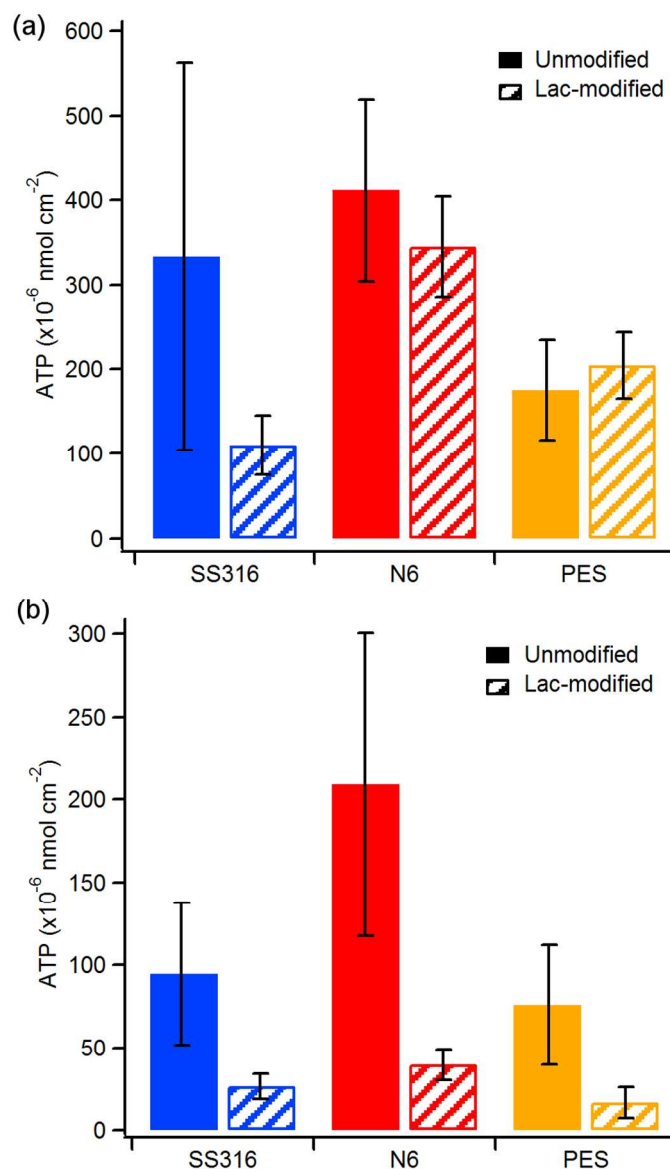 (a)
600
500
400
300
200
100
0
ATP (x10⁻⁶ nmol cm⁻²)
Unmodified
Lac-modified
SS316 N6 PES
(b)
300
250
200
150
100
50
0
ATP (x10⁻⁶ nmol cm⁻²)
Unmodified
Lac-modified
SS316 N6 PES